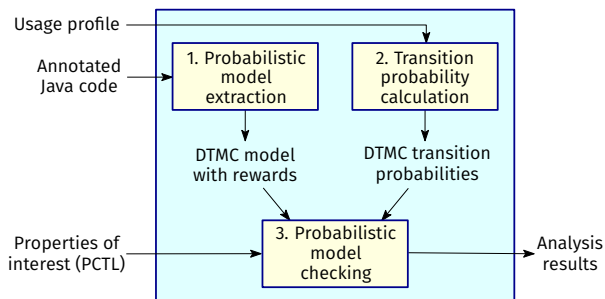 Usage profile
Annotated
Java code
1. Probabilistic
model
extraction
2. Transition
probability
calculation
DTMC model
with rewards
DTMC transition
probabilities
Properties of
interest (PCTL)
3. Probabilistic
model
checking
Analysis
results